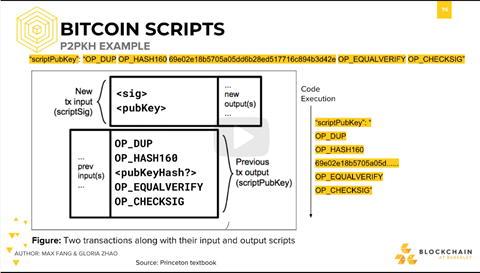 76
BITCOIN SCRIPTS
P2PKH EXAMPLE
"scriptPubKey": "OP_DUP OP_HASH160 69e02e18b5705a05dd6b28ed517716c894b3d42e OP_EQUALVERIFY OP_CHECKSIG"
New
tx input
(scriptSig)
<sig>
<pubKey>
...
new
output(s)
...
...
prev
input(s)
...
OP_DUP
OP_HASH160
<pubKeyHash?>
OP_EQUALVERIFY
OP_CHECKSIG
Previous
tx output
(scriptPubKey)
Code
Execution
"scriptPubKey": "
OP_DUP
OP_HASH160
69e02e18b5705a05d......
OP_EQUALVERIFY
OP_CHECKSIG"
Figure: Two transactions along with their input and output scripts
AUTHOR: MAX FANG & GLORIA ZHAO
Source: Princeton textbook
BLOCKCHAIN
AT BERKELEY